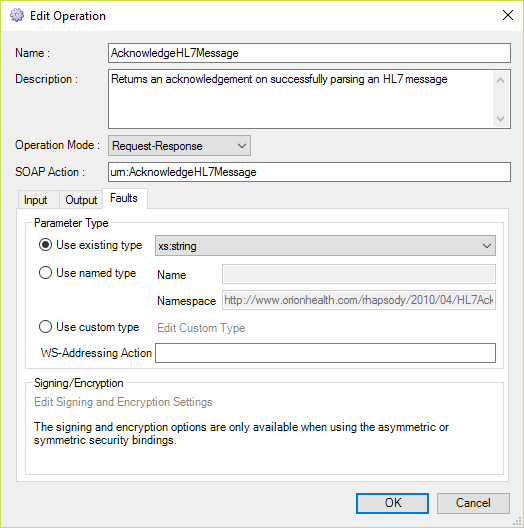 Edit Operation
Name :
AcknowledgeHL7Message
Description :
Returns an acknowledgement on successfully parsing an HL7 message
Operation Mode :
Request-Response
SOAP Action :
urn:AcknowledgeHL7Message
Input
Output
Faults
Parameter Type
Use existing type
xs:string
Use named type
Name
Namespace
http://www.orionhealth.com/rhapsody/2010/04/HL7Ack
Use custom type
Edit Custom Type
WS-Addressing Action
Signing/Encryption
Edit Signing and Encryption Settings
The signing and encryption options are only available when using the asymmetric or
symmetric security bindings.
OK
Cancel